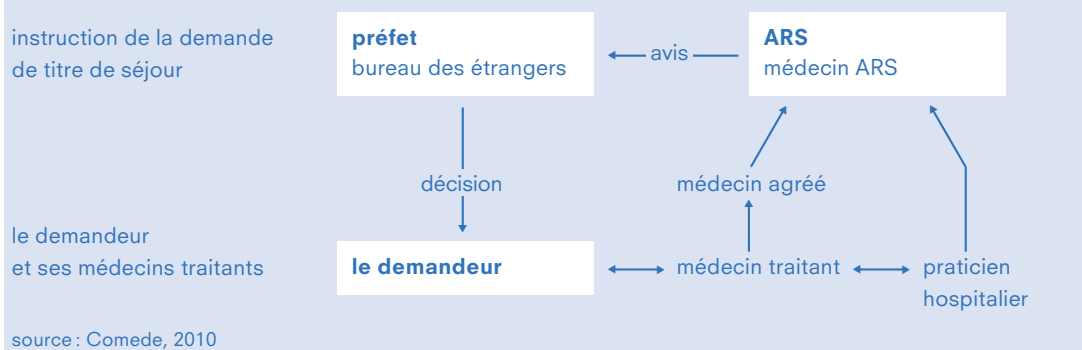 instruction de la demande
de titre de séjour
préfet
bureau des étrangers
avis
ARS
médecin ARS
décision
médecin agréé
le demandeur
et ses médecins traitants
le demandeur
médecin traitant
praticien
hospitalier
source : Comede, 2010